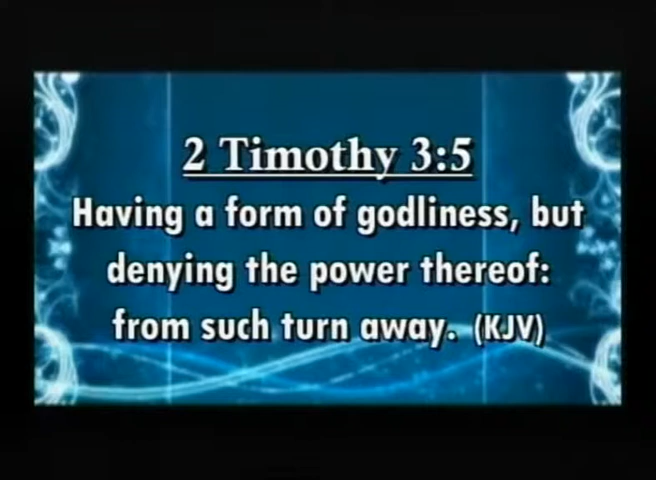 2 Timothy 3:5
Having a form of godliness, but
denying the power thereof:
from such turn away. (KJV)